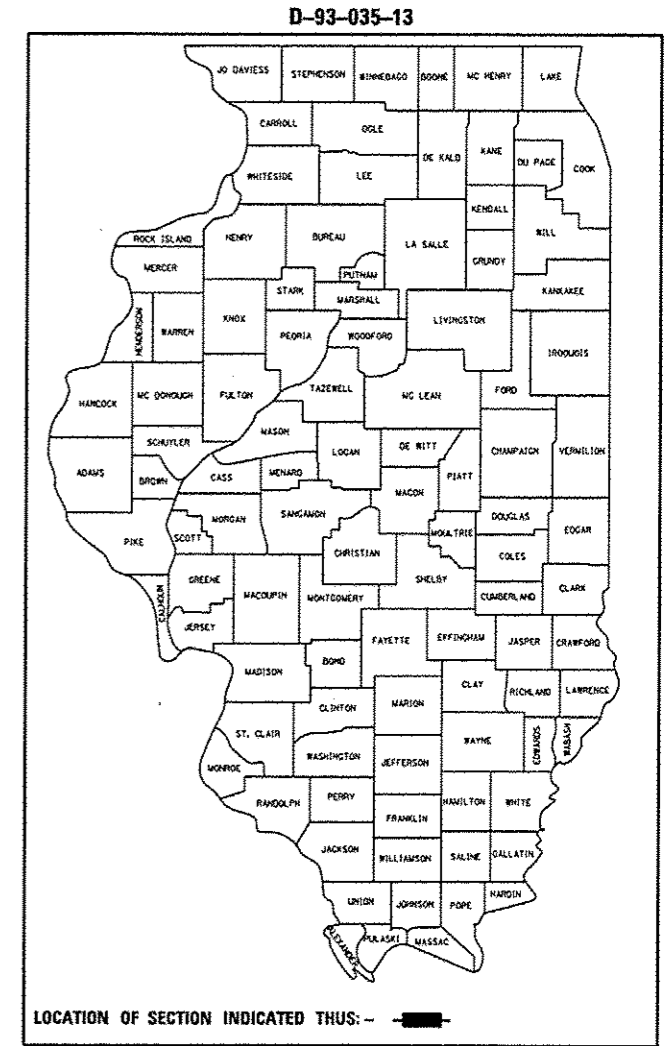 D-93-035-13
JO DAVIESS STEPHENSON WINNEBAGO BOONE MC HENRY LAKE
CARROLL OGLE DE KALB KANE DU PAGE COOK
WHITESIDE LEE KENDALL WILL
ROCK ISLAND HENRY BUREAU LA SALLE GRUNDY
MERCER PUTNAM KANKAKEE
STARK MARSHALL
HENDERSON WARREN KNOX PEORIA WOODFORD LIVINGSTON IROQUOIS
HANCOCK MC DONOUGH FULTON TAZEWELL MC LEAN FORD
MASON
SCHUYLER LOGAN DE WITT CHAMPAIGN VERMILION
ADAMS BROWN CASS MENARD PIATT
MACON
PIKE SCOTT MORGAN SANGAMON MOULTRIE DOUGLAS EDGAR
CHRISTIAN COLES
CALHOUN GREENE MACOUPIN MONTGOMERY SHELBY CUMBERLAND CLARK
JERSEY FAYETTE EFFINGHAM JASPER CRAWFORD
MADISON BOND
CLINTON MARION CLAY RICHLAND LAWRENCE
ST. CLAIR WAYNE EDWARDS WABASH
MONROE WASHINGTON JEFFERSON
RANDOLPH PERRY HAMILTON WHITE
FRANKLIN
JACKSON WILLIAMSON SALINE GALLATIN
UNION JOHNSON POPE HARDIN
ALEXANDER PULASKI MASSAC
LOCATION OF SECTION INDICATED THUS: -